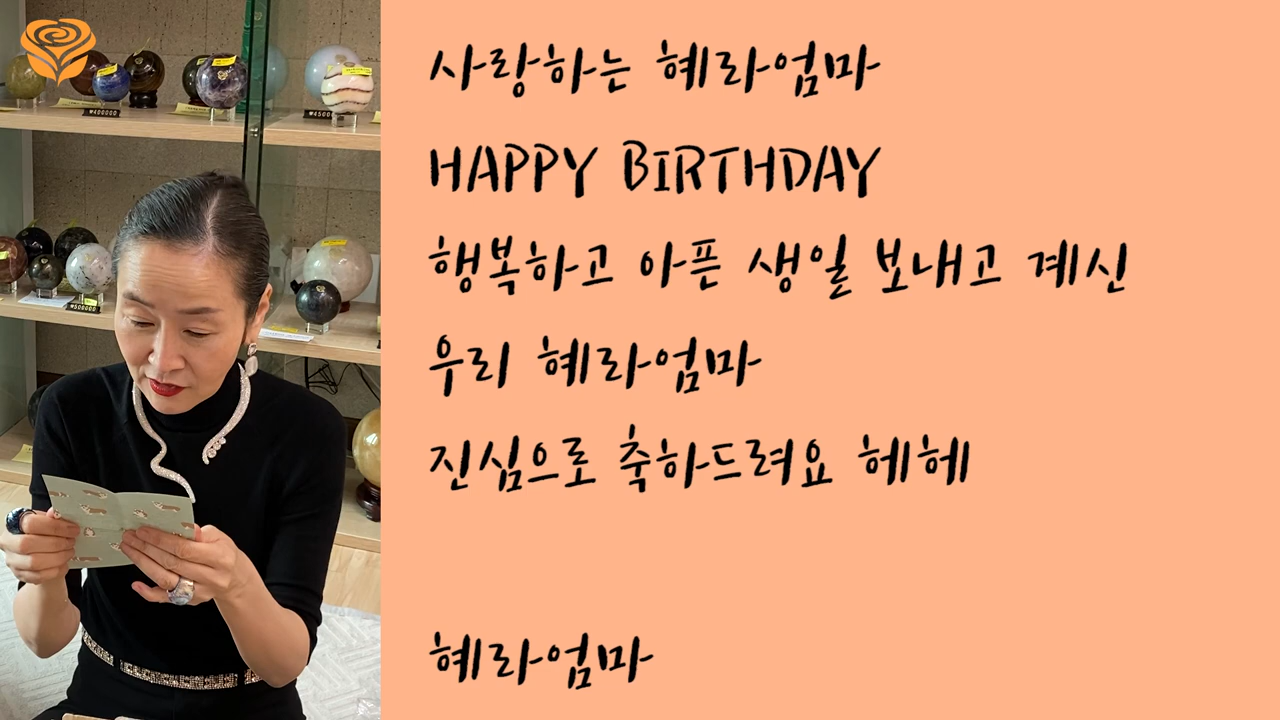 사랑하는 혜라엄마
HAPPY BIRTHDAY
행복하고 아픈 생일 보내고 계신
우리 혜라엄마
진심으로 축하드려요 헤헤
혜라엄마
₩400000
₩500000